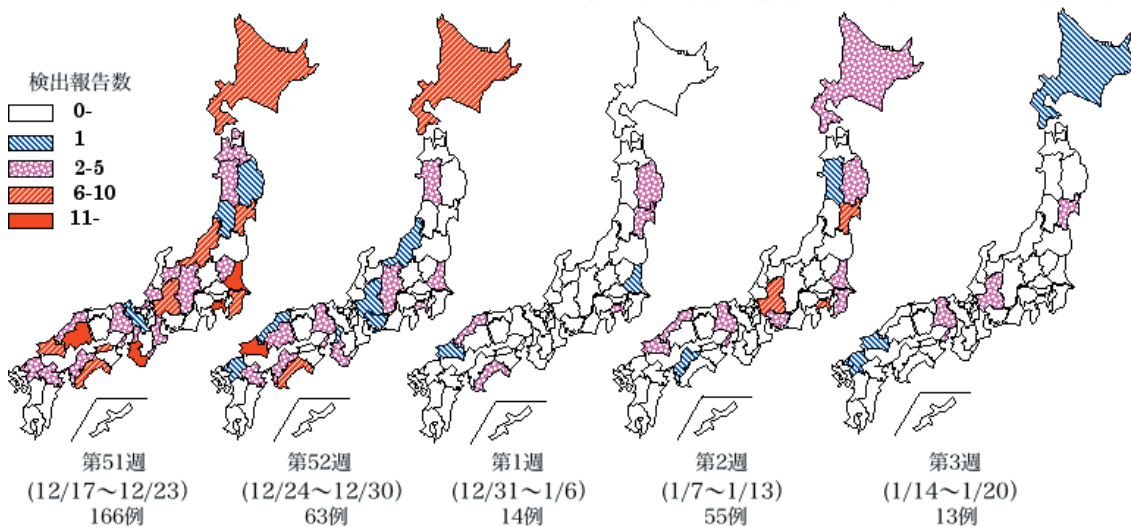 検出報告数
0-
1
2-5
6-10
11-
第51週
(12/17～12/23)
166例
第52週
(12/24～12/30)
63例
第1週
(12/31～1/6)
14例
第2週
(1/7～1/13)
55例
第3週
(1/14～1/20)
13例